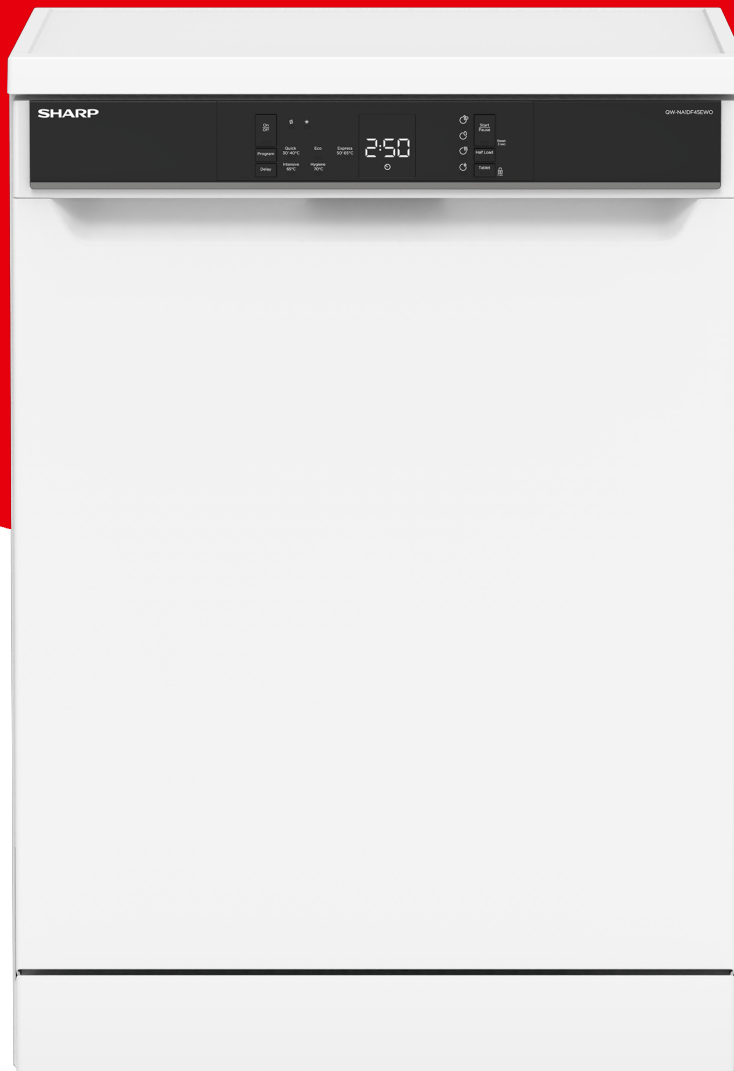 SHARP
QW-NA1DF45EWO
On
Off
Program
Delay
Quick
30' 40°C
Eco
Express
50' 60°C
Intensive
65°C
Hygiene
70°C
2:50
Start
Pause
Reset
3 sec
Half Load
Tablet